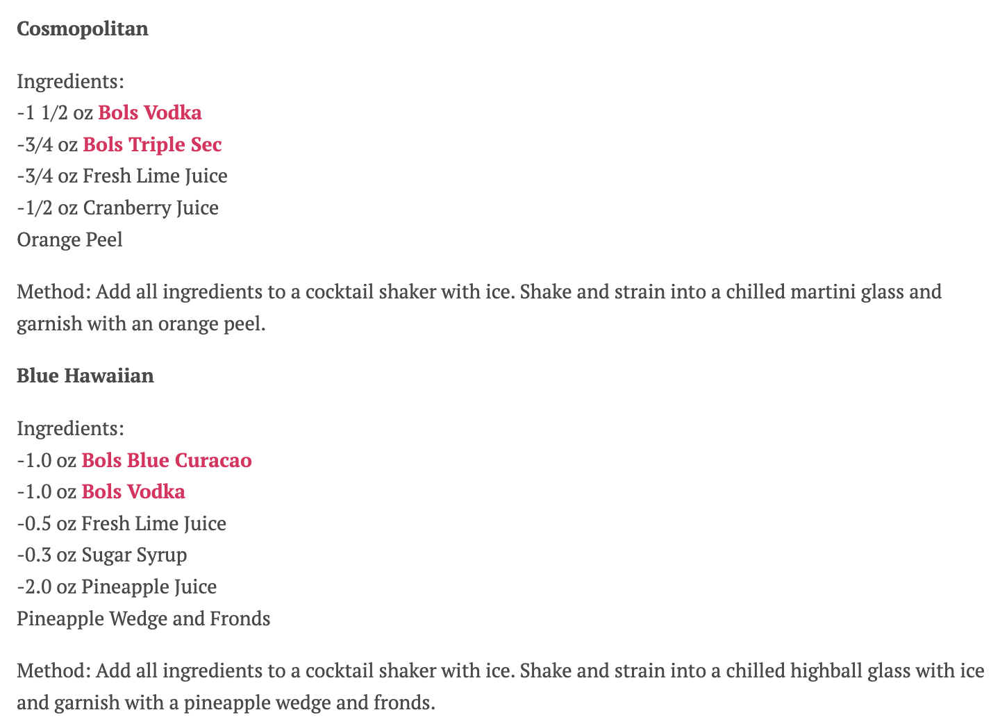 Cosmopolitan
Ingredients:
-1 1/2 oz Bols Vodka
-3/4 oz Bols Triple Sec
-3/4 oz Fresh Lime Juice
-1/2 oz Cranberry Juice
Orange Peel
Method: Add all ingredients to a cocktail shaker with ice. Shake and strain into a chilled martini glass and
garnish with an orange peel.
Blue Hawaiian
Ingredients:
-1.0 oz Bols Blue Curacao
-1.0 oz Bols Vodka
-0.5 oz Fresh Lime Juice
-0.3 oz Sugar Syrup
-2.0 oz Pineapple Juice
Pineapple Wedge and Fronds
Method: Add all ingredients to a cocktail shaker with ice. Shake and strain into a chilled highball glass with ice
and garnish with a pineapple wedge and fronds.